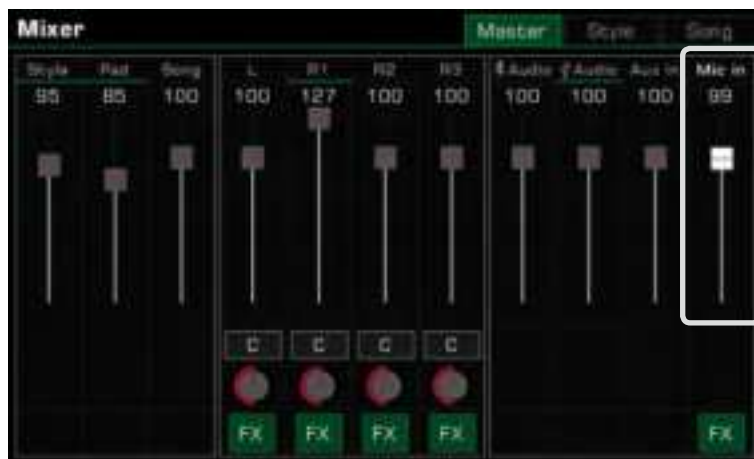 Mixer Master Style Song
Style Pad Song L R1 R2 R3 Audio Audio Aux in Mic in
95 85 100 100 127 100 100 100 100 100 99
C C C C
FX FX FX FX FX